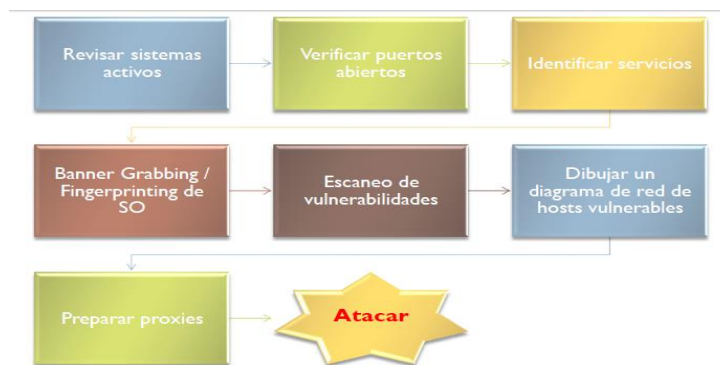 Revisar sistemas
activos
Verificar puertos
abiertos
Identificar servicios
Banner Grabbing /
Fingerprinting de
SO
Escaneo de
vulnerabilidades
Dibujar un
diagrama de red de
hosts vulnerables
Preparar proxies
Atacar